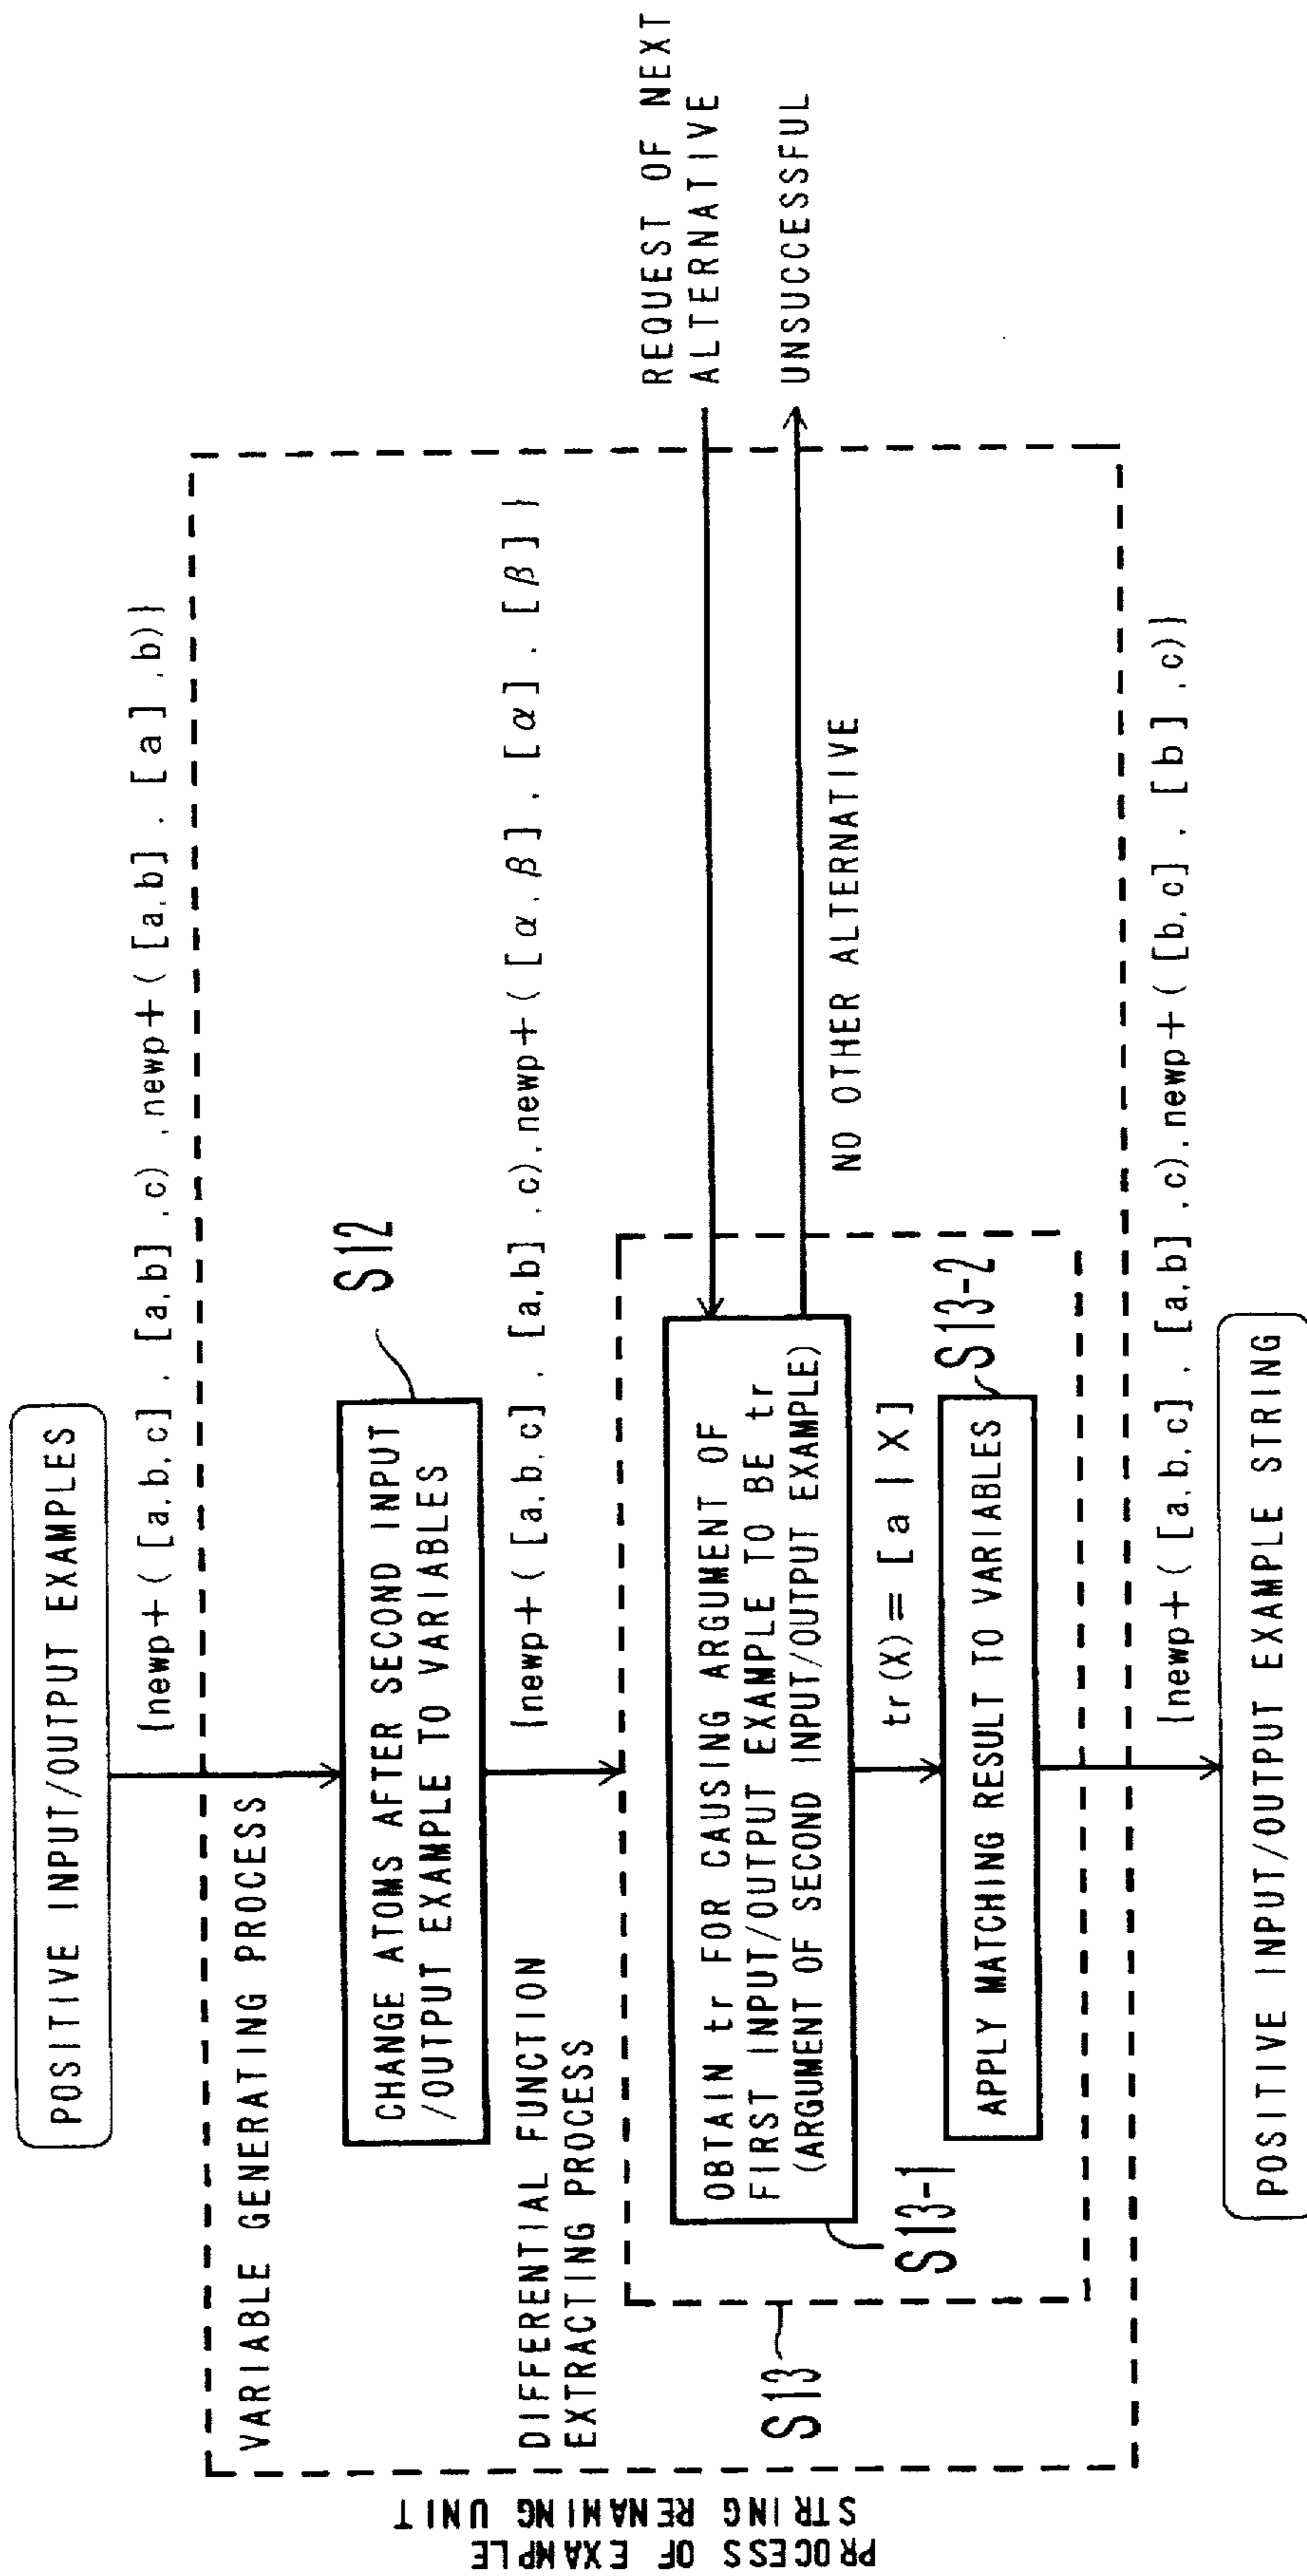 PROCESS OF EXAMPLE
STRING RENAMING UNIT
POSITIVE INPUT/OUTPUT EXAMPLES
{newp+([a,b,c],[a,b],c),newp+([a,b],[a],b)}
VARIABLE GENERATING PROCESS
S12
CHANGE ATOMS AFTER SECOND INPUT
/OUTPUT EXAMPLE TO VARIABLES
{newp+([a,b,c],[a,b],c),newp+([α,β],[α],[β]}
DIFFERENTIAL FUNCTION
EXTRACTING PROCESS
REQUEST OF NEXT
ALTERNATIVE
UNSUCCESSFUL
NO OTHER ALTERNATIVE
S13
OBTAIN tr FOR CAUSING ARGUMENT OF
FIRST INPUT/OUTPUT EXAMPLE TO BE tr
(ARGUMENT OF SECOND INPUT/OUTPUT EXAMPLE)
S13-1
tr(X)=[a|X]
S13-2
APPLY MATCHING RESULT TO VARIABLES
{newp+([a,b,c],[a,b],c),newp+([b,c],[b],c)}
POSITIVE INPUT/OUTPUT EXAMPLE STRING